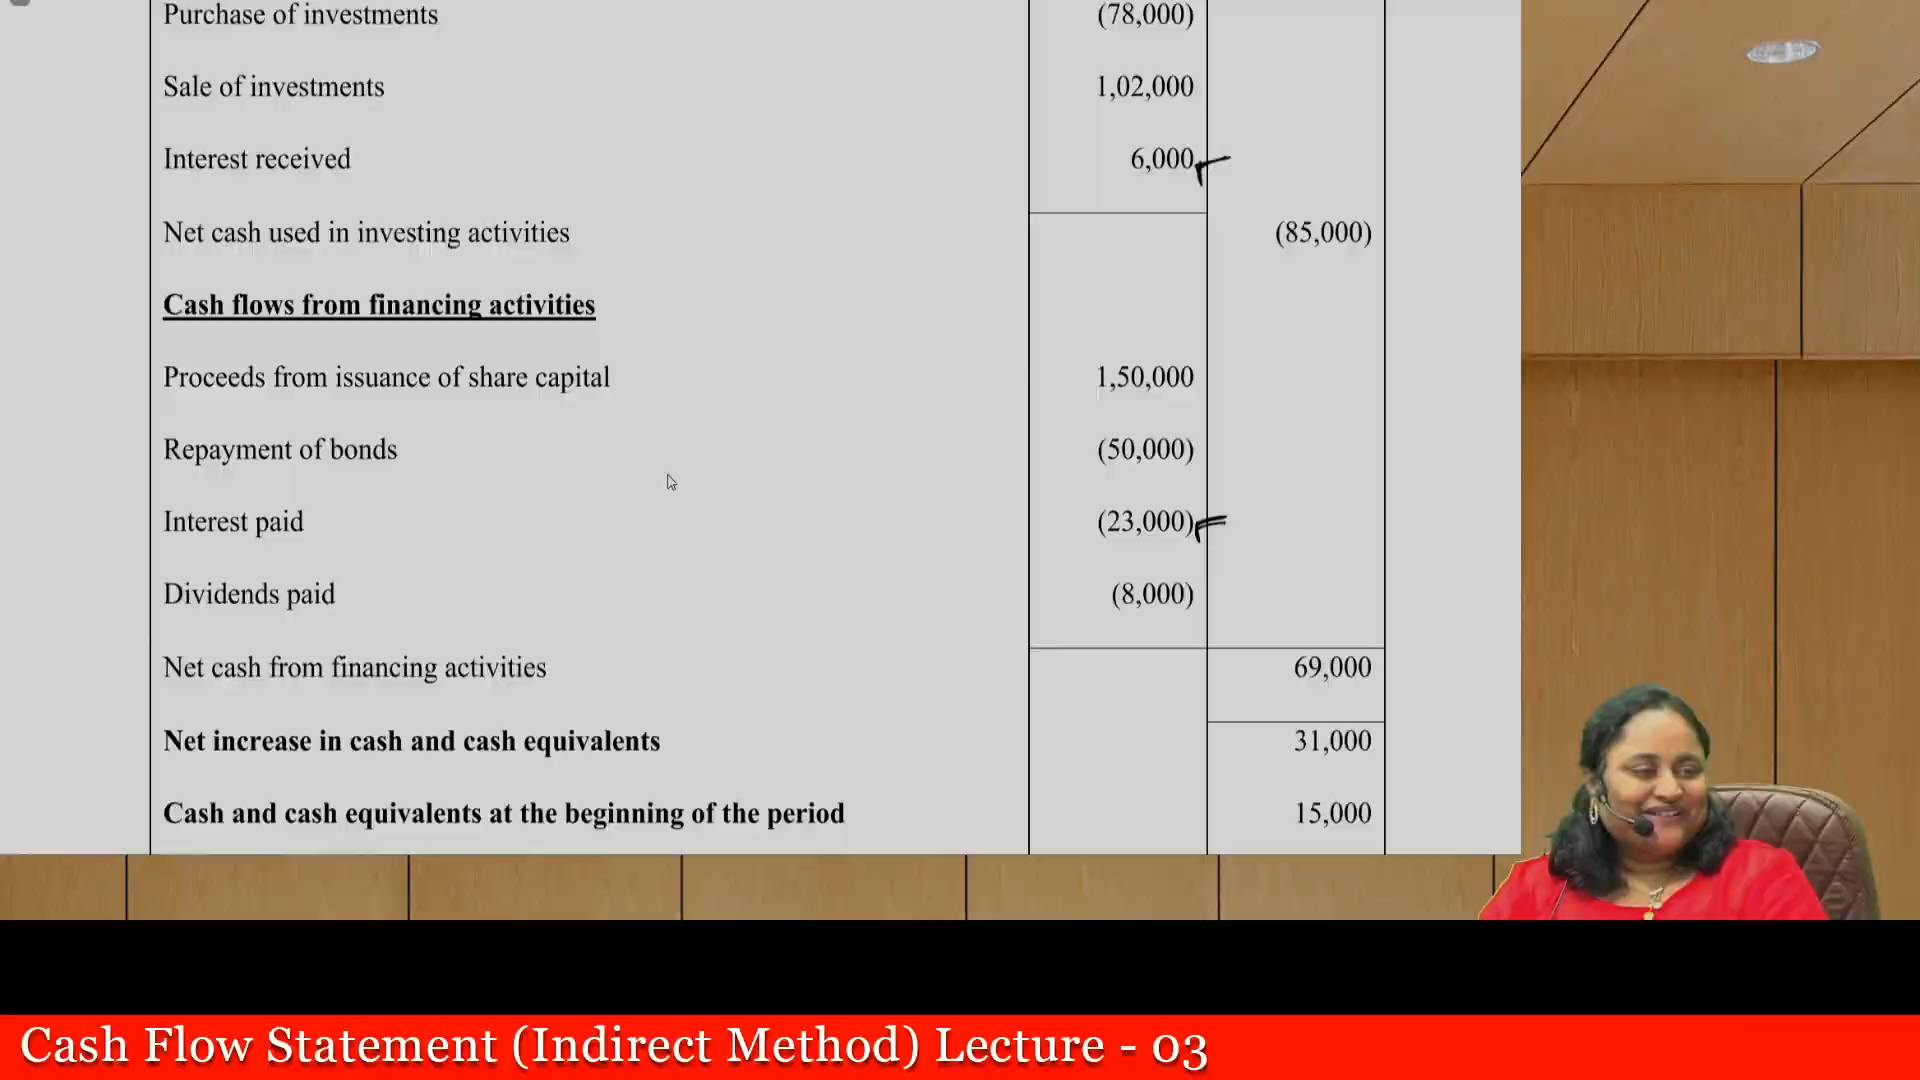 Purchase of investments (78,000)
Sale of investments 1,02,000
Interest received 6,000
Net cash used in investing activities (85,000)
Cash flows from financing activities
Proceeds from issuance of share capital 1,50,000
Repayment of bonds (50,000)
Interest paid (23,000)
Dividends paid (8,000)
Net cash from financing activities 69,000
Net increase in cash and cash equivalents 31,000
Cash and cash equivalents at the beginning of the period 15,000
Cash Flow Statement (Indirect Method) Lecture - 03